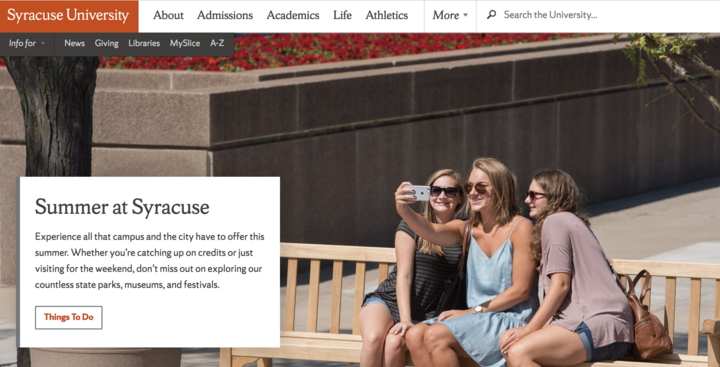 Syracuse University
About Admissions Academics Life Athletics More Search the University...
Info for News Giving Libraries MySlice A-Z
Summer at Syracuse
Experience all that campus and the city have to offer this
summer. Whether you're catching up on credits or just
visiting for the weekend, don't miss out on exploring our
countless state parks, museums, and festivals.
Things To Do